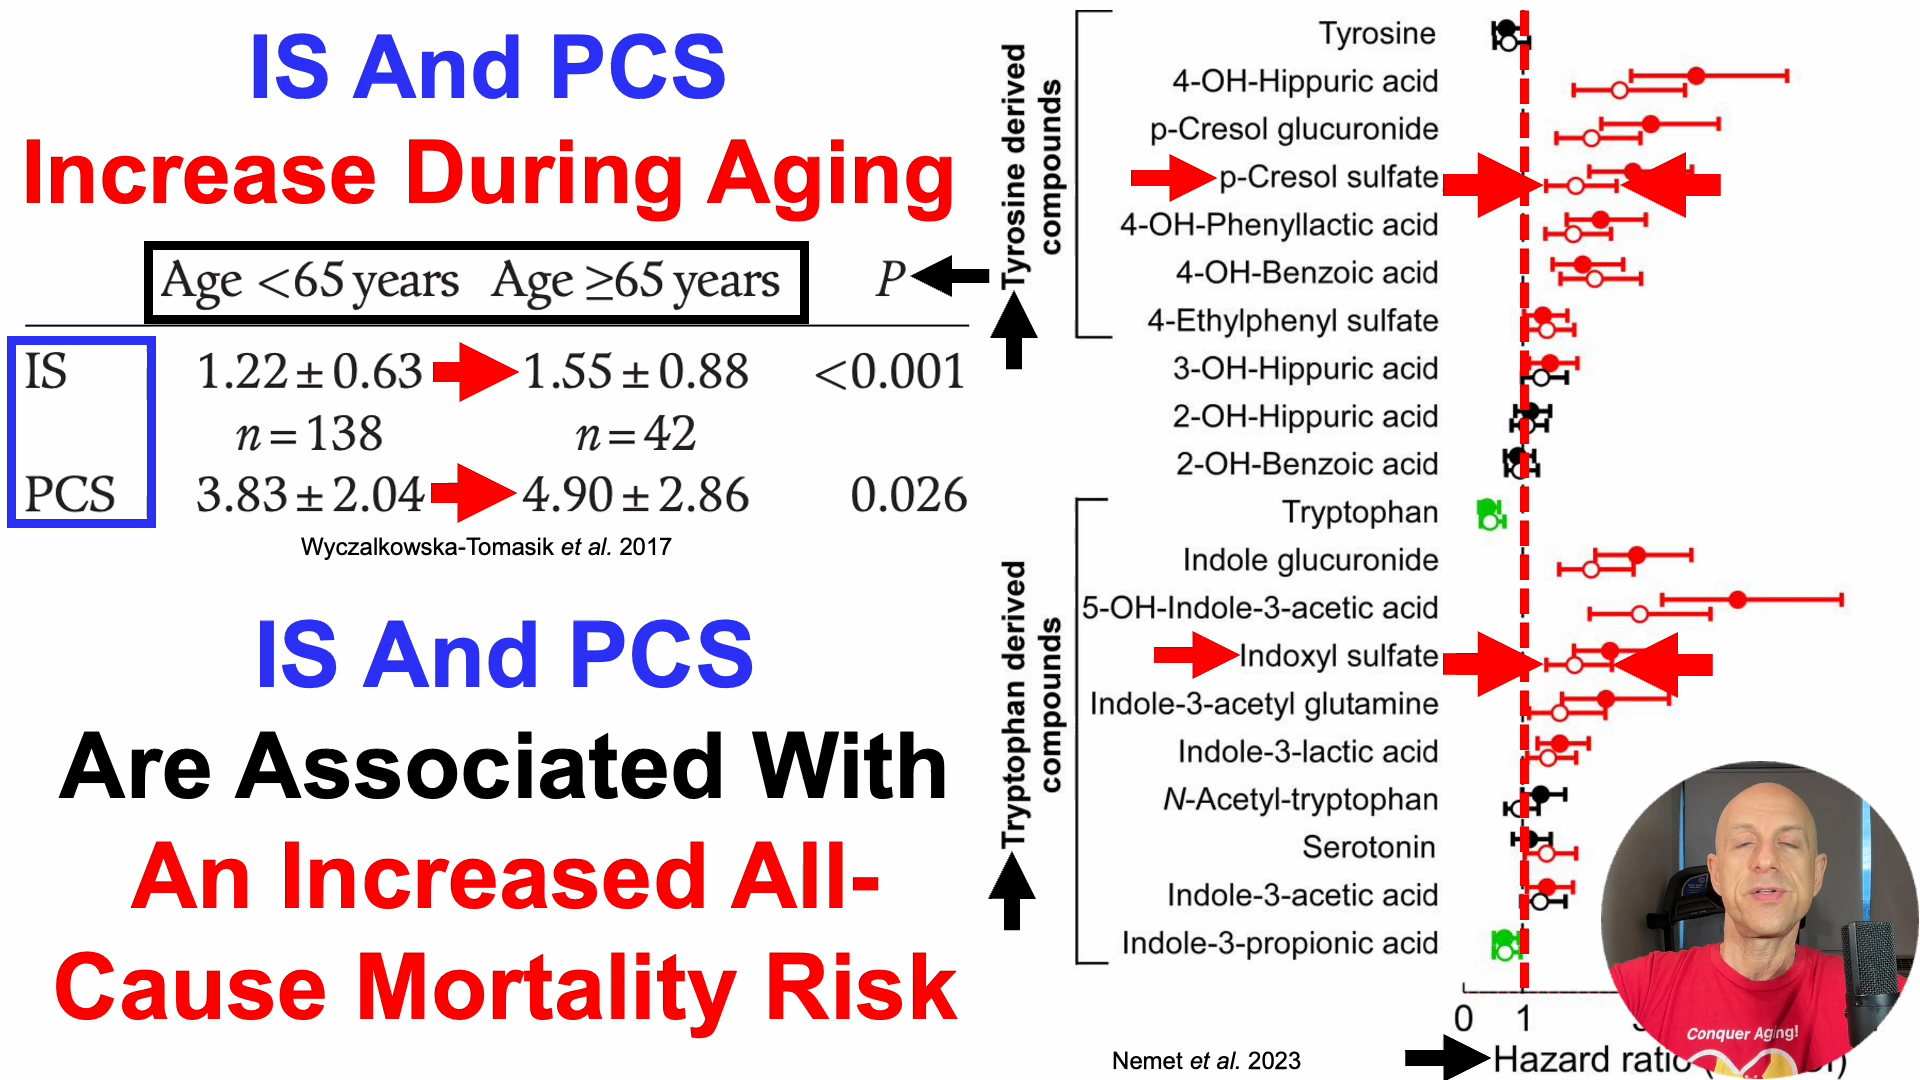 IS And PCS
Increase During Aging
Age <65 years Age ≥65 years P
IS 1.22 ± 0.63 1.55 ± 0.88 <0.001
n = 138 n = 42
PCS 3.83 ± 2.04 4.90 ± 2.86 0.026
Wyczalkowska-Tomasik et al. 2017
IS And PCS
Are Associated With
An Increased All-
Cause Mortality Risk
Tyrosine derived
compounds
Tyrosine
4-OH-Hippuric acid
p-Cresol glucuronide
p-Cresol sulfate
4-OH-Phenyllactic acid
4-OH-Benzoic acid
4-Ethylphenyl sulfate
3-OH-Hippuric acid
2-OH-Hippuric acid
2-OH-Benzoic acid
Tryptophan derived
compounds
Tryptophan
Indole glucuronide
5-OH-Indole-3-acetic acid
Indoxyl sulfate
Indole-3-acetyl glutamine
Indole-3-lactic acid
N-Acetyl-tryptophan
Serotonin
Indole-3-acetic acid
Indole-3-propionic acid
0 1
Hazard ratio
Nemet et al. 2023
Conquer Aging!